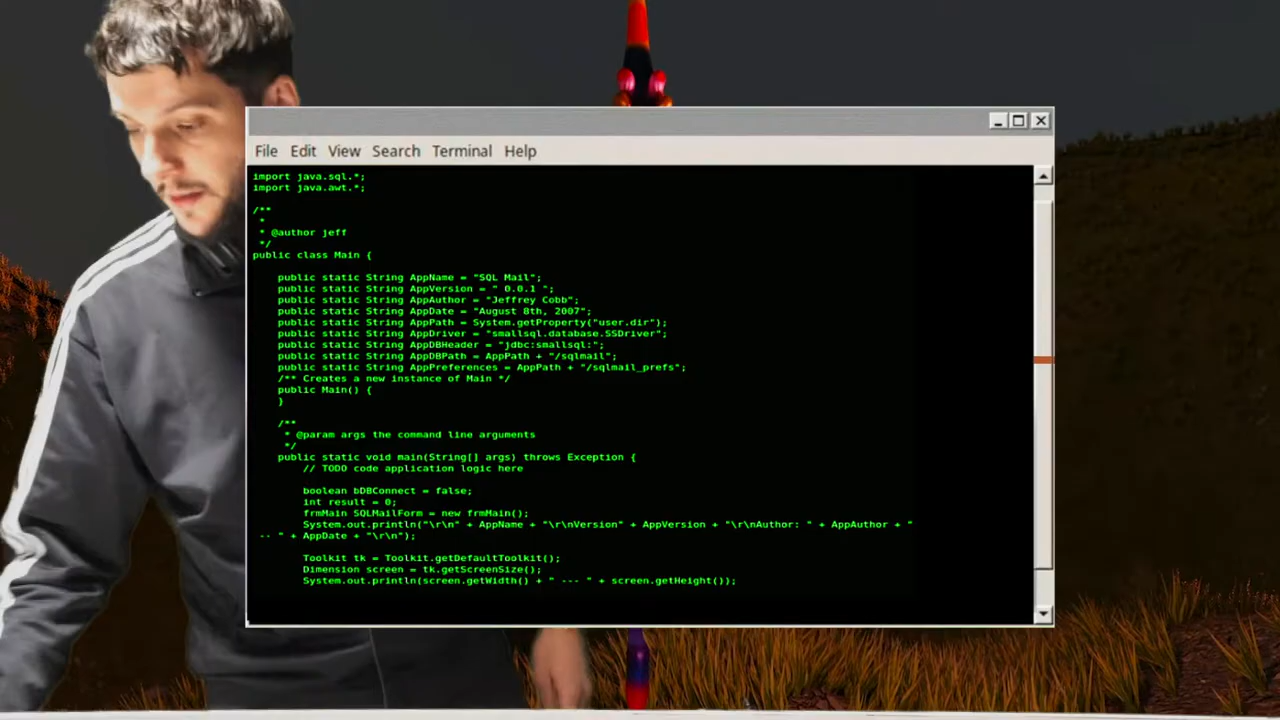 File Edit View Search Terminal Help
import java.sql.*;
import java.awt.*;
/**
*
* @author jeff
*/
public class Main {
public static String AppName = "SQL Mail";
public static String AppVersion = " 0.0.1 ";
public static String AppAuthor = "Jeffrey Cobb";
public static String AppDate = "August 8th, 2007";
public static String AppPath = System.getProperty("user.dir");
public static String AppDriver = "smallsql.database.SSDriver";
public static String AppDBHeader = "jdbc:smallsql:";
public static String AppDBPath = AppPath + "/sqlmail";
public static String AppPreferences = AppPath + "/sqlmail_prefs";
/** Creates a new instance of Main */
public Main() {
}
/**
* @param args the command line arguments
*/
public static void main(String[] args) throws Exception {
// TODO code application logic here
boolean bDBConnect = false;
int result = 0;
frmMain SQLMailForm = new frmMain();
System.out.println("\r\n" + AppName + "\r\nVersion" + AppVersion + "\r\nAuthor: " + AppAuthor + "
-- " + AppDate + "\r\n");
Toolkit tk = Toolkit.getDefaultToolkit();
Dimension screen = tk.getScreenSize();
System.out.println(screen.getWidth() + " --- " + screen.getHeight());